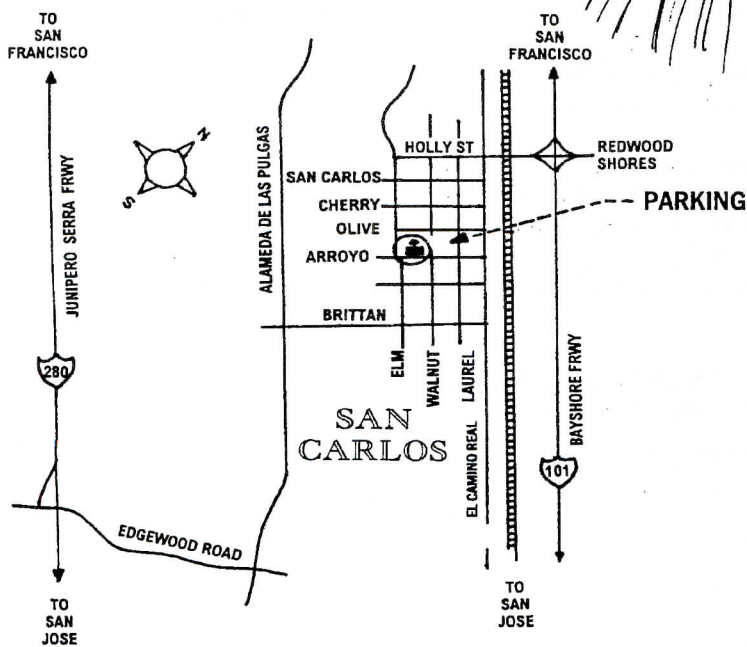 TO
SAN
FRANCISCO
TO
SAN
FRANCISCO
N
S
JUNIPERO SERRA FRWY
ALAMEDA DE LAS PULGAS
HOLLY ST
REDWOOD
SHORES
SAN CARLOS
CHERRY
PARKING
OLIVE
ARROYO
BRITTAN
280
ELM
WALNUT
LAUREL
EL CAMINO REAL
BAYSHORE FRWY
101
SAN
CARLOS
EDGEWOOD ROAD
TO
SAN
JOSE
TO
SAN
JOSE